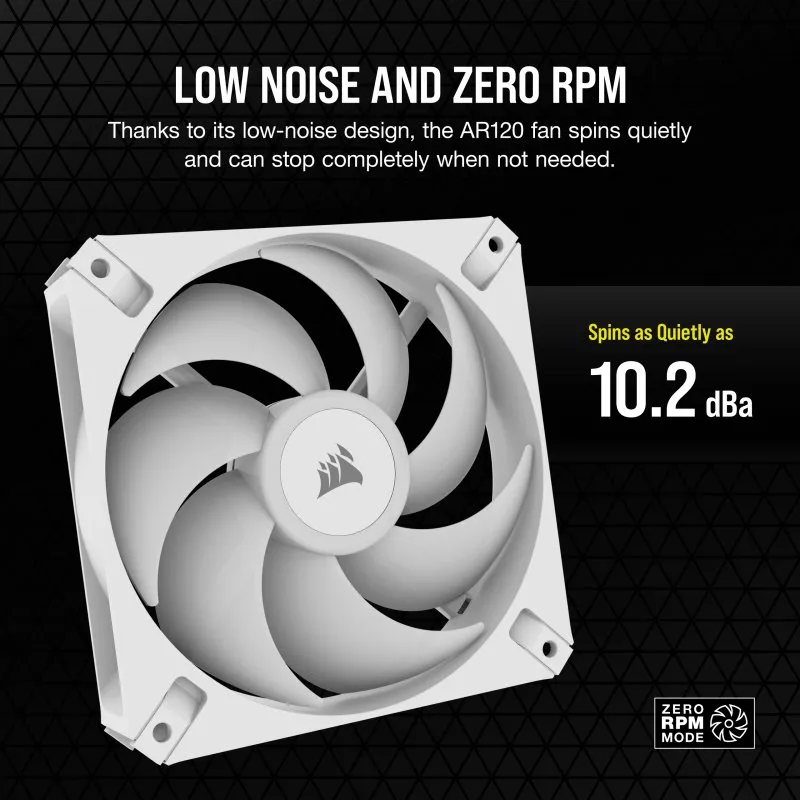 LOW NOISE AND ZERO RPM
Thanks to its low-noise design, the AR120 fan spins quietly
and can stop completely when not needed.
Spins as Quietly as
10.2 dBa
ZERO
RPM
MODE